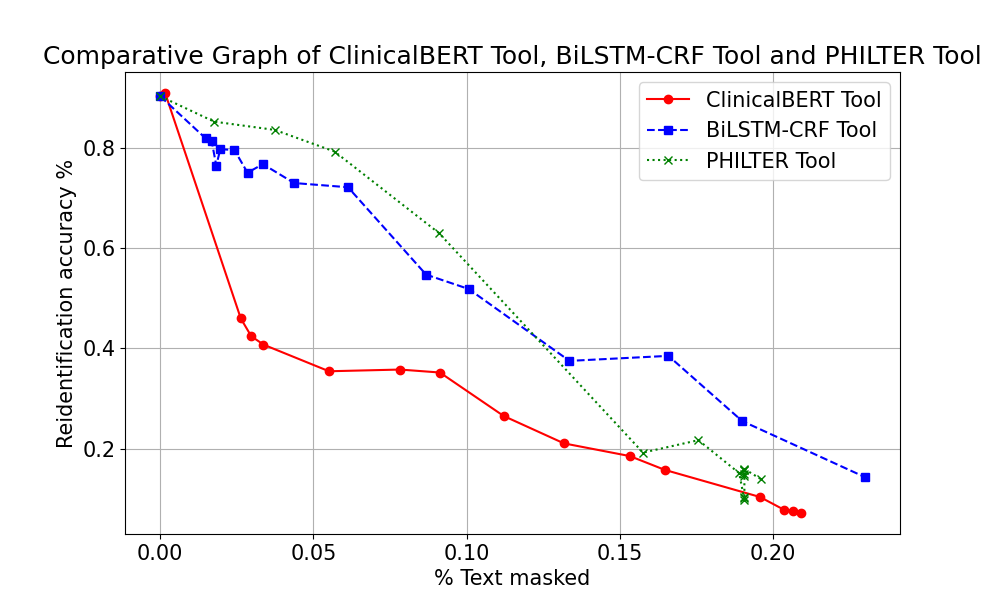 Comparative Graph of ClinicalBERT Tool, BiLSTM-CRF Tool and PHILTER Tool
ClinicalBERT Tool
BiLSTM-CRF Tool
PHILTER Tool
Reidentification accuracy %
0.8
0.6
0.4
0.2
0.00 0.05 0.10 0.15 0.20
% Text masked